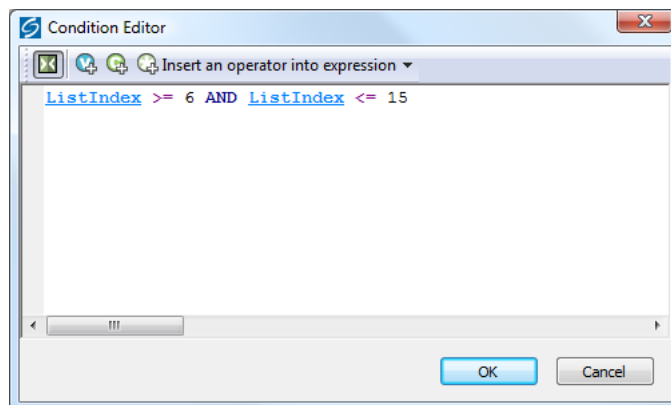 Condition Editor
Insert an operator into expression
ListIndex >= 6 AND ListIndex <= 15
OK
Cancel